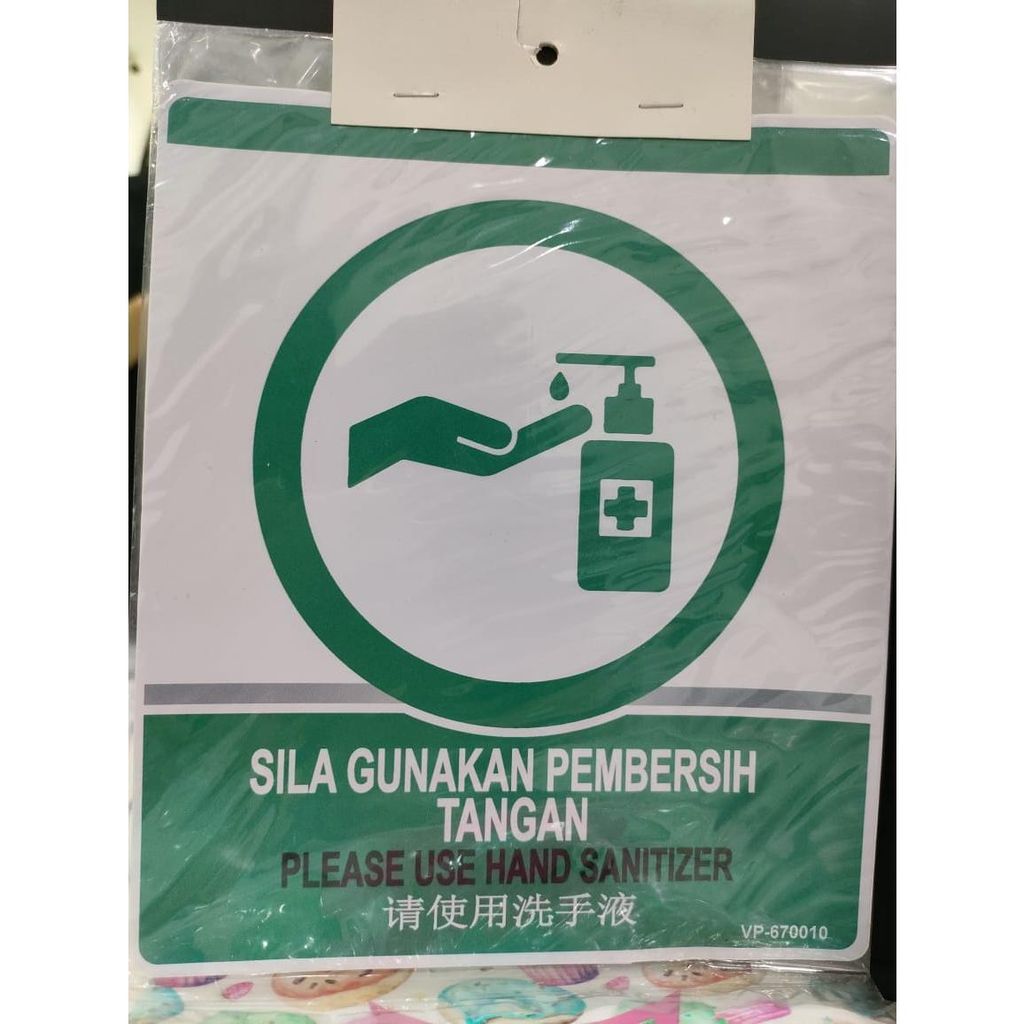 SILA GUNAKAN PEMBERSIH
TANGAN
PLEASE USE HAND SANITIZER
请使用洗手液
VP-670010